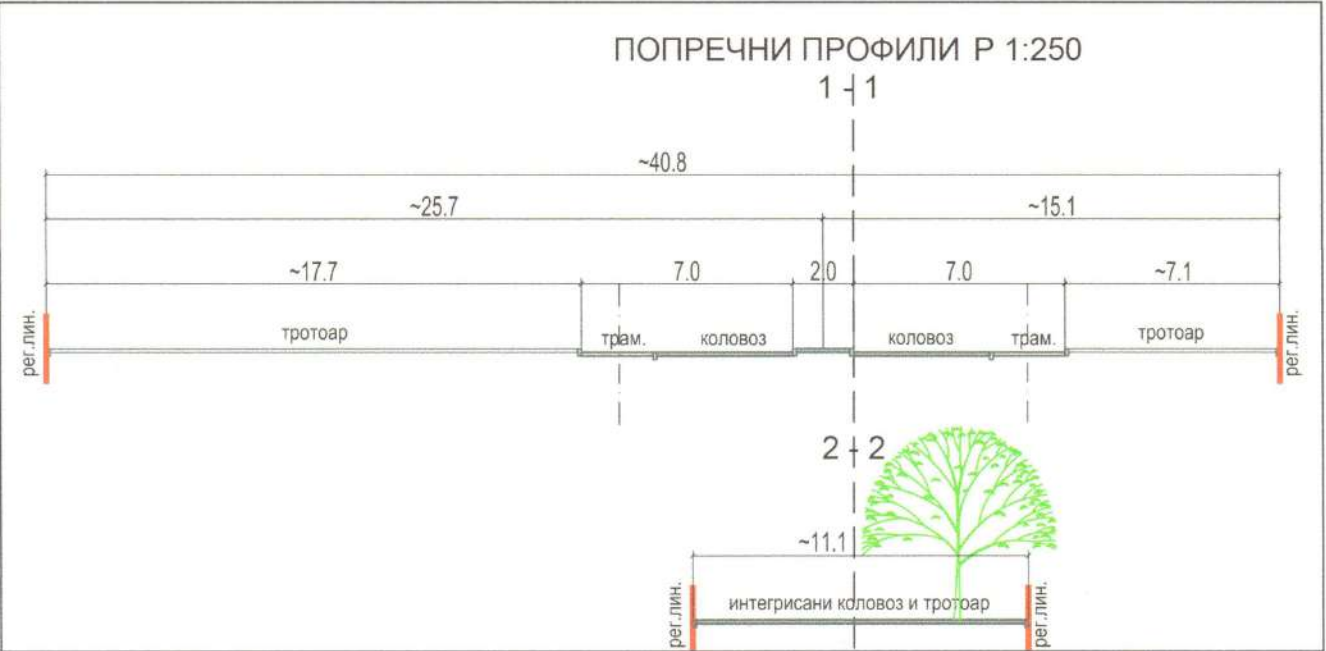 ПОПРЕЧНИ ПРОФИЛИ Р 1:250
1-1
~40.8
~25.7 ~15.1
~17.7 7.0 2.0 7.0 ~7.1
рег.лин. тротоар трам. коловоз коловоз трам. тротоар рег.лин.
2-2
~11.1
рег.лин. интегрисани коловоз и тротоар рег.лин.